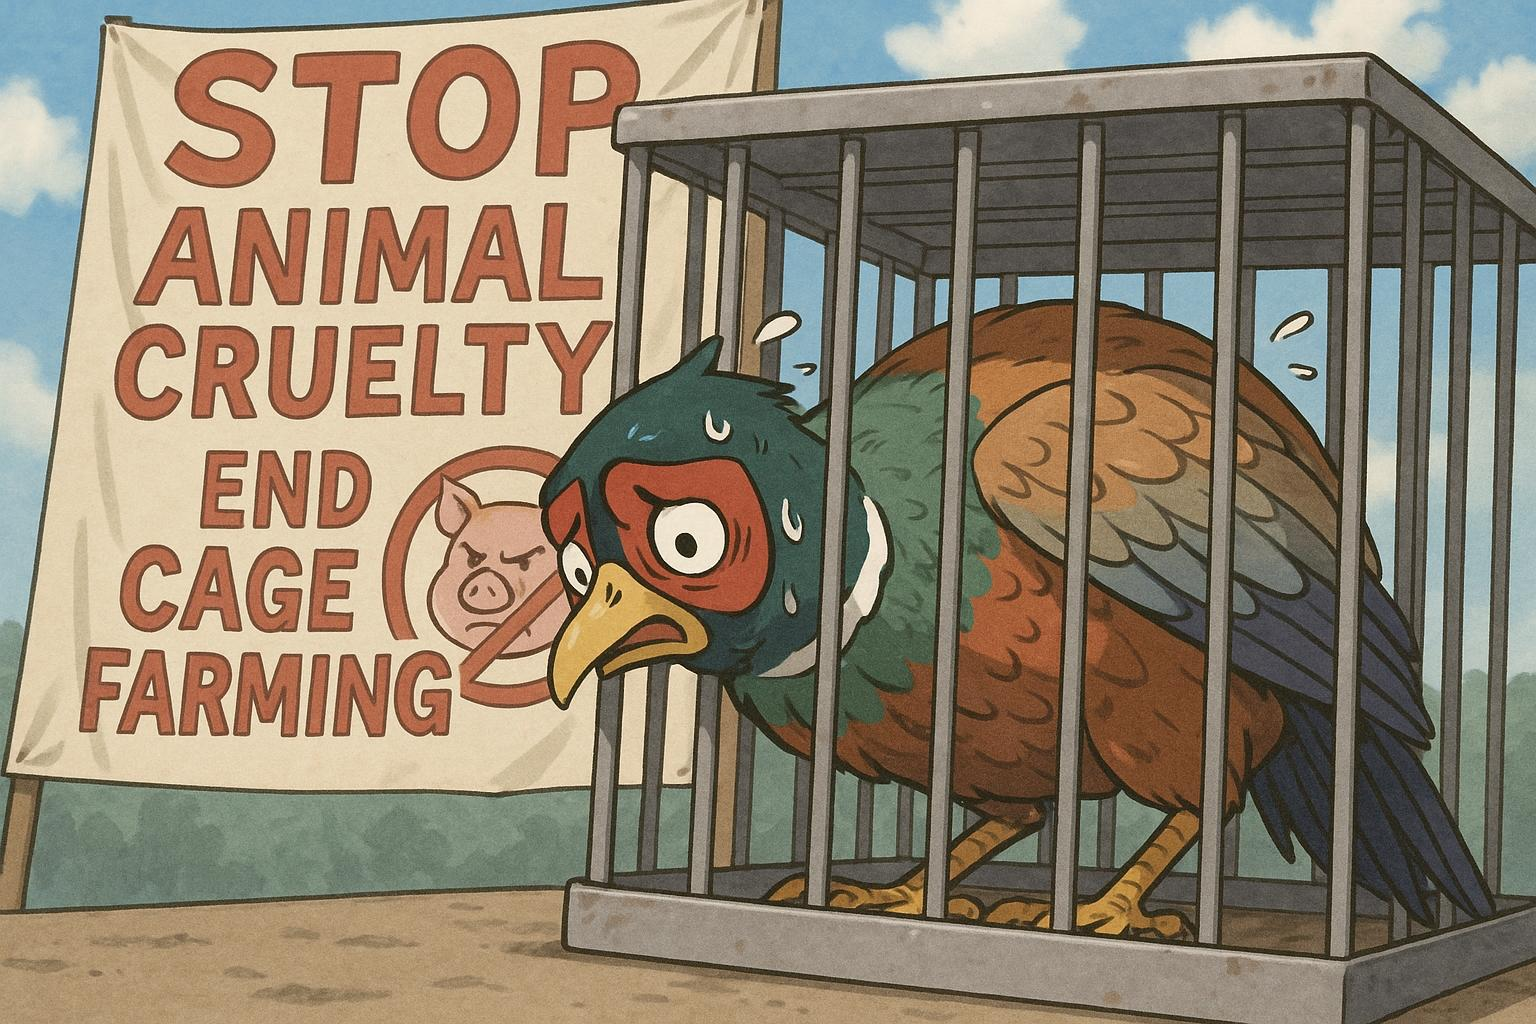 STOP
ANIMAL
CRUELTY
END
CAGE
FARMING